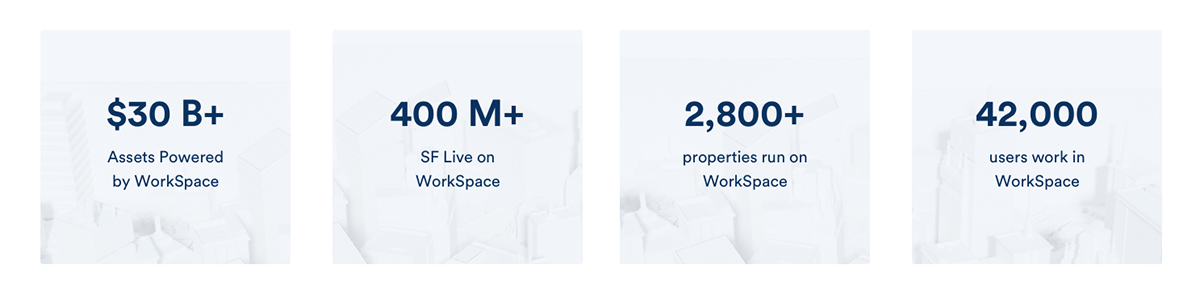 $30 B+
Assets Powered
by WorkSpace
400 M+
SF Live on
WorkSpace
2,800+
properties run on
WorkSpace
42,000
users work in
WorkSpace